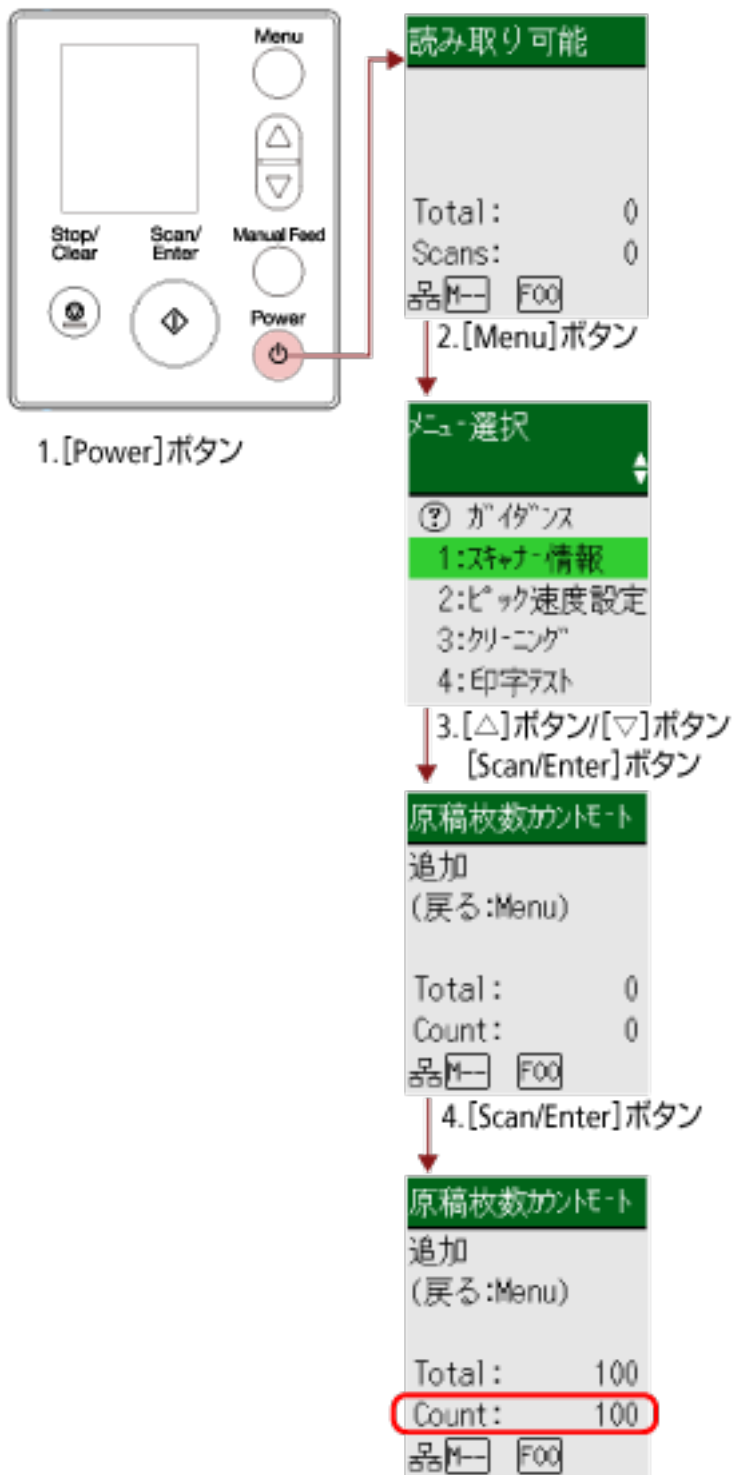 Menu
Stop/
Clear
Scan/
Enter
Manual Feed
Power
1.[Power]ボタン
読み取り可能
Total: 0
Scans: 0
M-- F00
2.[Menu]ボタン
ﾒﾆｭｰ選択
? ｶﾞｲﾀﾞﾝｽ
1:ｽｷｬﾅｰ情報
2:ﾋﾟｯｸ速度設定
3:ｸﾘｰﾆﾝｸﾞ
4:印字ﾃｽﾄ
3.[△]ボタン/[▽]ボタン
[Scan/Enter]ボタン
原稿枚数ｶｳﾝﾄﾓｰﾄ
追加
(戻る:Menu)
Total: 0
Count: 0
M-- F00
4.[Scan/Enter]ボタン
原稿枚数ｶｳﾝﾄﾓｰﾄ
追加
(戻る:Menu)
Total: 100
Count: 100
M-- F00